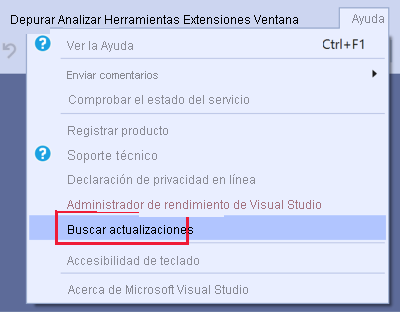 Depurar Analizar Herramientas Extensiones Ventana Ayuda
Ver la Ayuda Ctrl+F1
Enviar comentarios
Comprobar el estado del servicio
Registrar producto
Soporte técnico
Declaración de privacidad en línea
Administrador de rendimiento de Visual Studio
Buscar actualizaciones
Accesibilidad de teclado
Acerca de Microsoft Visual Studio